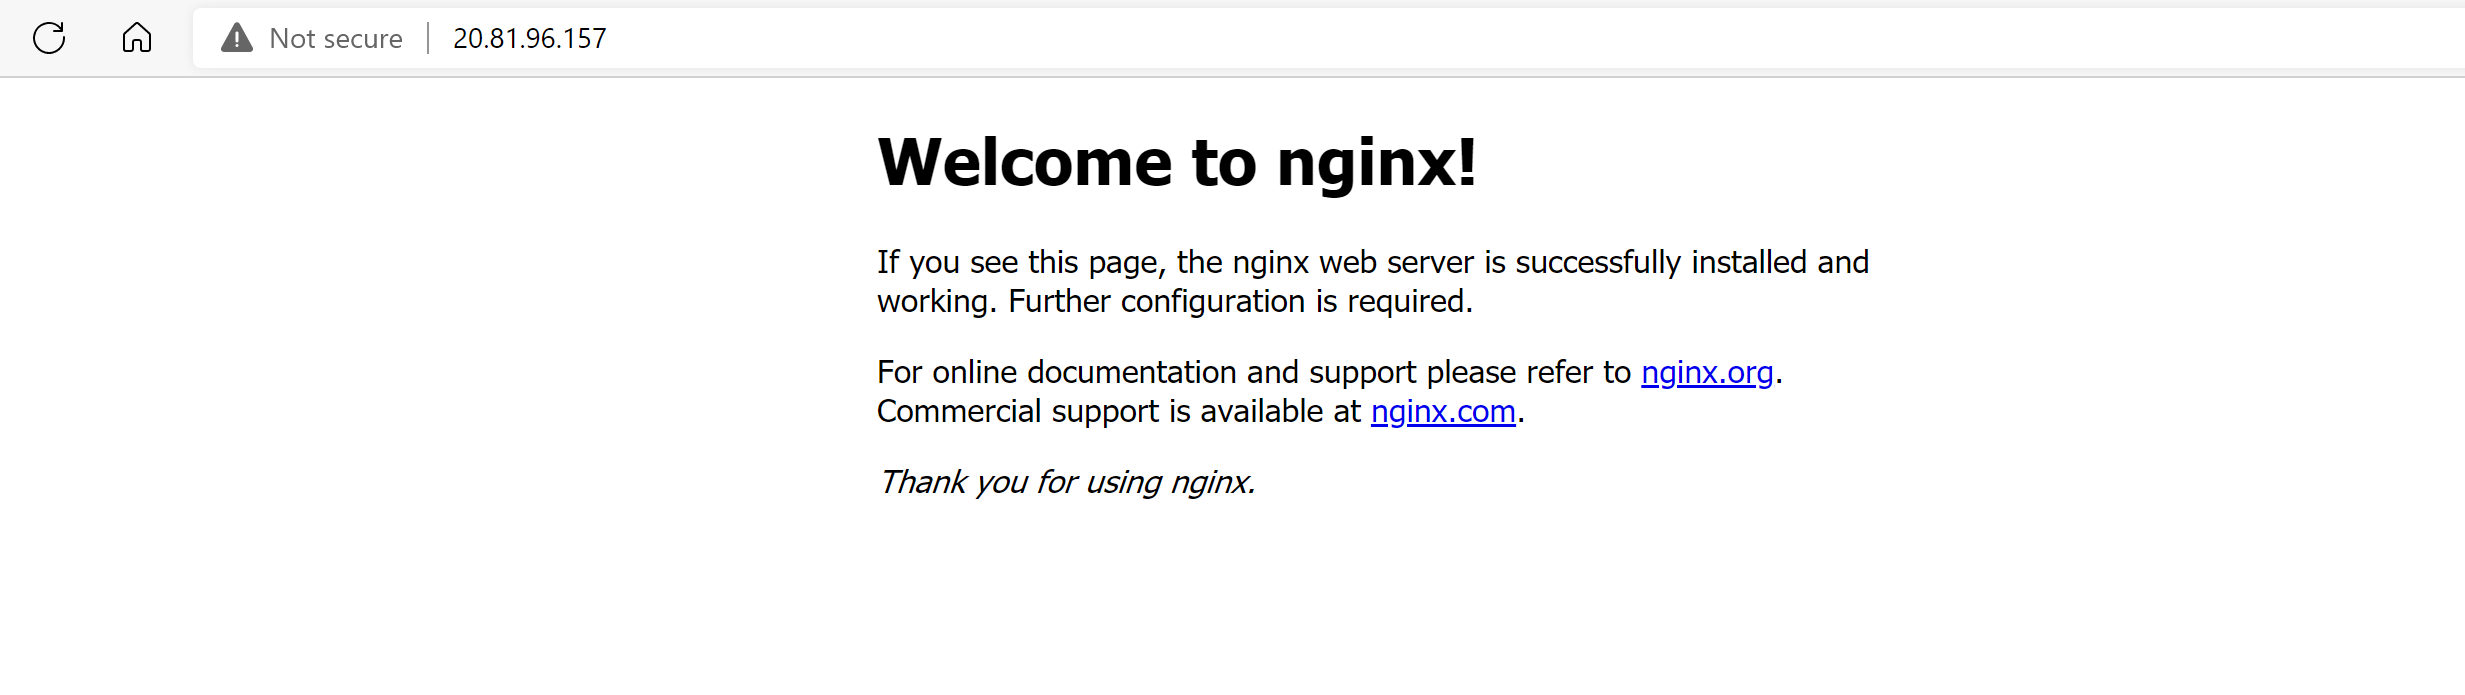 Not secure 20.81.96.157
Welcome to nginx!
If you see this page, the nginx web server is successfully installed and
working. Further configuration is required.
For online documentation and support please refer to nginx.org.
Commercial support is available at nginx.com.
Thank you for using nginx.